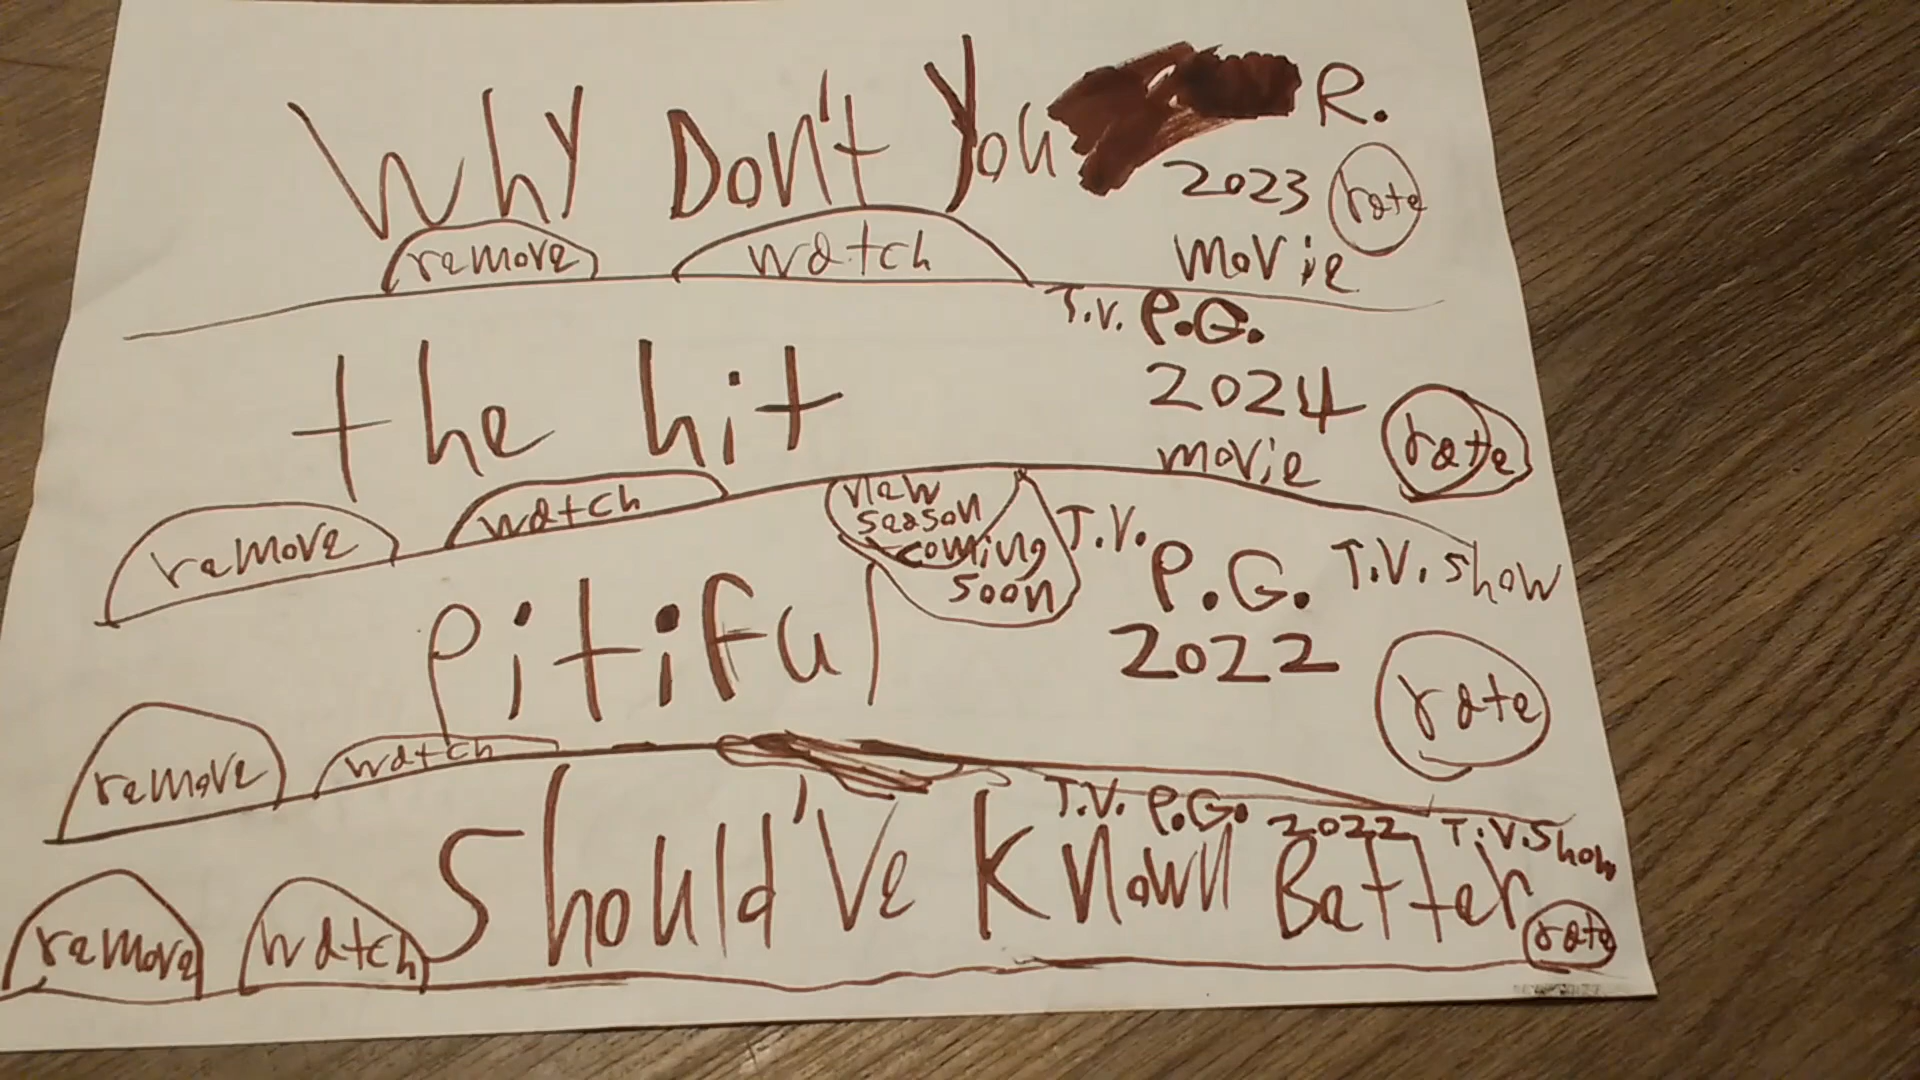 Why Don't You R.
2023 rate
movie
remove watch
T.V. P.G.
the hit 2024
movie rate
remove watch
new season coming soon
T.V. P.G. T.V. show
Pitiful 2022
rate
remove watch
T.V. P.G. 2022 T.V. Show
Should've Known Better
remove watch rate